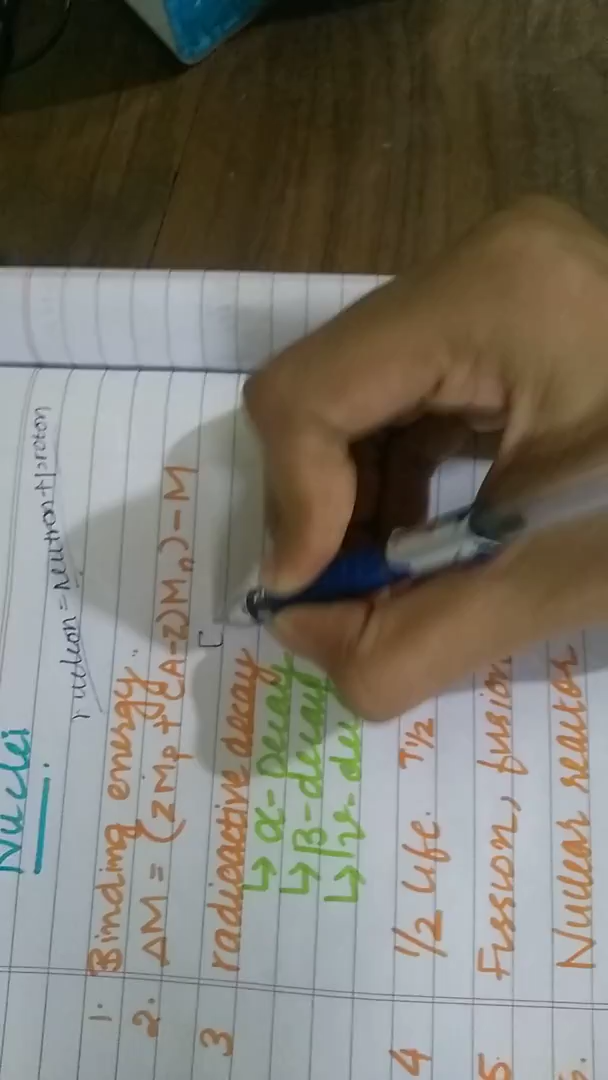 Nuclei
nucleon = neutron + proton
1. Binding energy.
2. ΔM = (ZMp + (A-Z)Mn) - M
3 radioactive decay [
↳ α-Decay
↳ β-decay
4 1/2 life. T1/2
5. Fission, fusion
Nuclear reactor